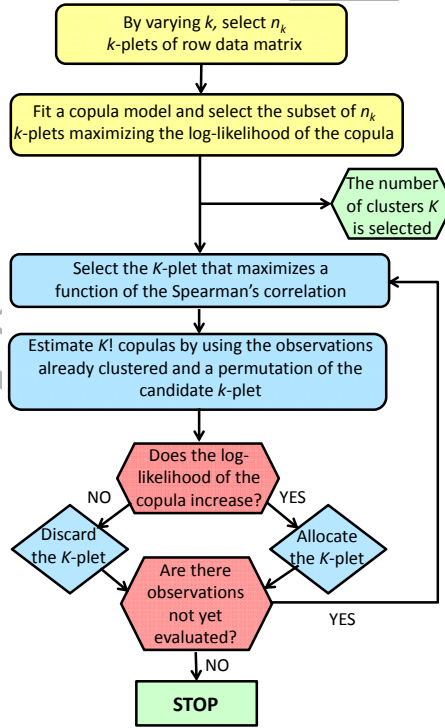 By varying k, select nk
k-plets of row data matrix
Fit a copula model and select the subset of nk
k-plets maximizing the log-likelihood of the copula
The number
of clusters K
is selected
Select the K-plet that maximizes a
function of the Spearman's correlation
Estimate K! copulas by using the observations
already clustered and a permutation of the
candidate k-plet
Does the log-
likelihood of the
copula increase?
NO
YES
Discard
the K-plet
Allocate
the K-plet
Are there
observations
not yet
evaluated?
YES
NO
STOP